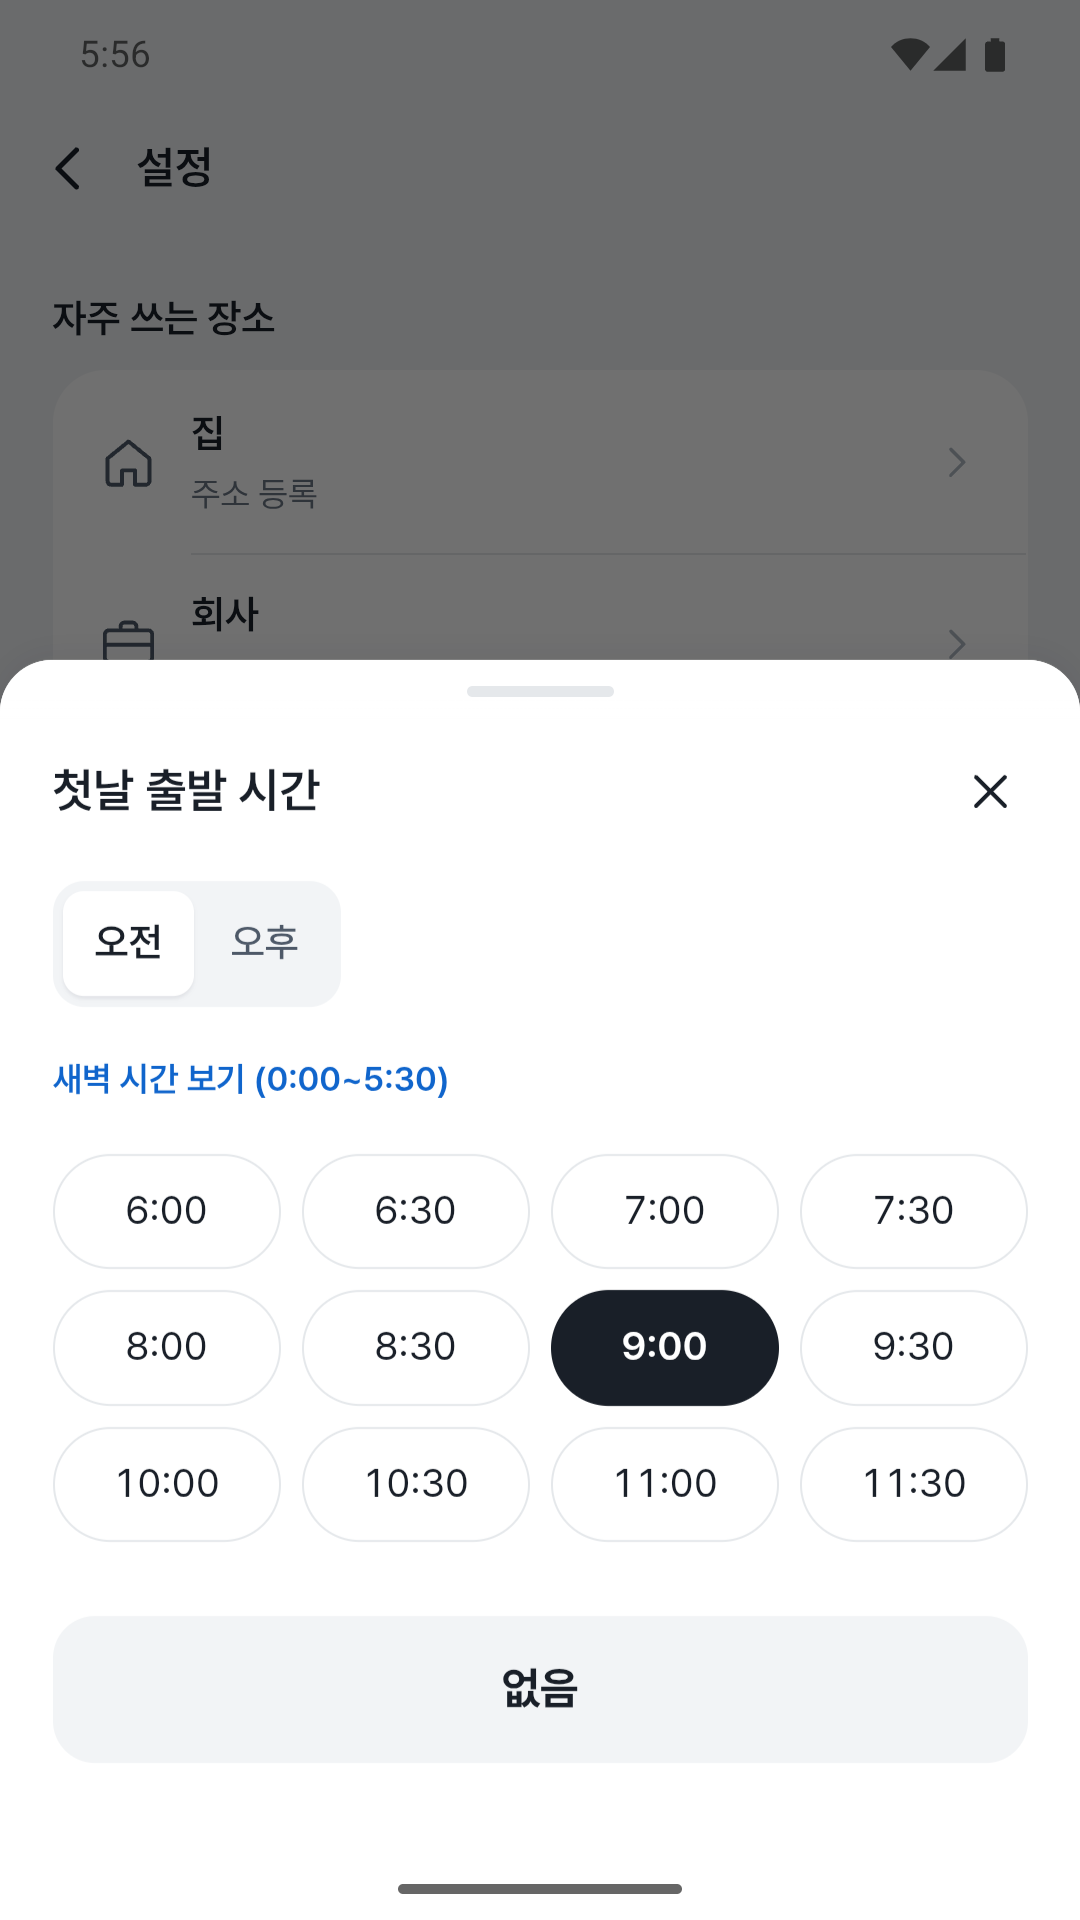 5:56
설정
자주 쓰는 장소
집
주소 등록
회사
첫날 출발 시간
오전 오후
새벽 시간 보기 (0:00~5:30)
6:00 6:30 7:00 7:30
8:00 8:30 9:00 9:30
10:00 10:30 11:00 11:30
없음